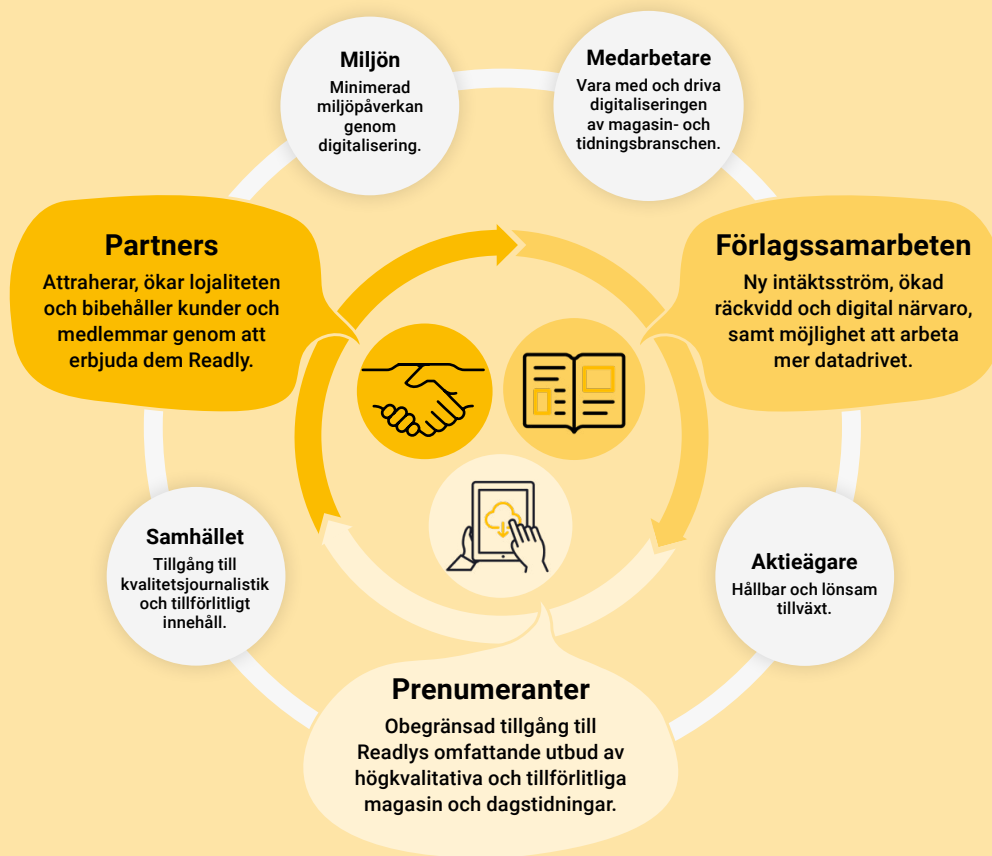 Miljön
Minimerad
miljöpåverkan
genom
digitalisering.
Medarbetare
Vara med och driva
digitaliseringen
av magasin- och
tidningsbranschen.
Partners
Attraherar, ökar lojaliteten
och bibehåller kunder och
medlemmar genom att
erbjuda dem Readly.
Förlagssamarbeten
Ny intäktsström, ökad
räckvidd och digital närvaro,
samt möjlighet att arbeta
mer datadrivet.
Samhället
Tillgång till
kvalitetsjournalistik
och tillförlitligt
innehåll.
Aktieägare
Hållbar och lönsam
tillväxt.
Prenumeranter
Obegränsad tillgång till
Readlys omfattande utbud av
högkvalitativa och tillförlitliga
magasin och dagstidningar.